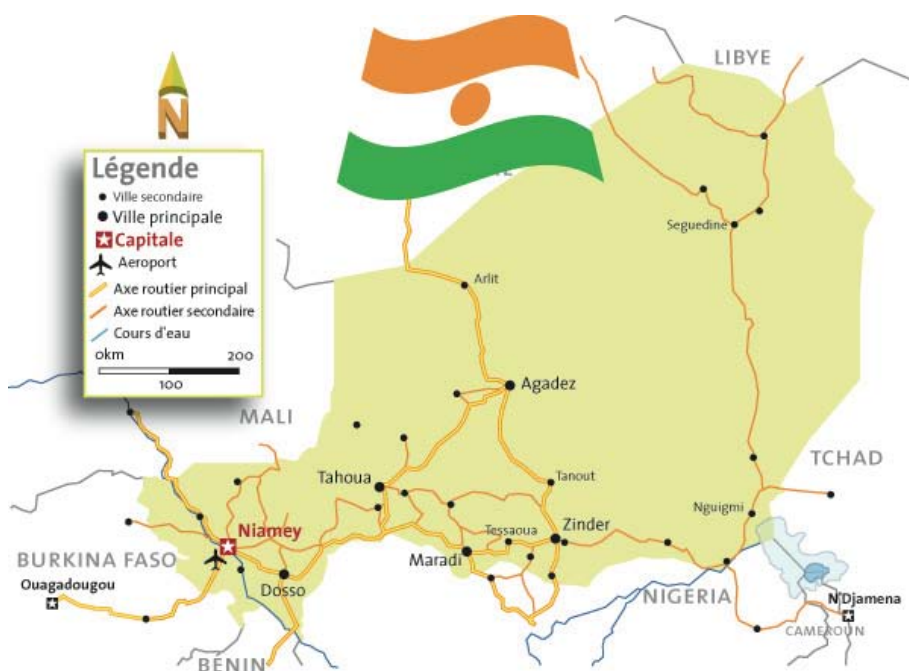 LIBYE
N
Légende
Ville secondaire
Ville principale
Capitale
Aeroport
Axe routier principal
Axe routier secondaire
Cours d'eau
0km 200
100
Seguedine
Arlit
Agadez
MALI
TCHAD
Tahoua
Tanout
Nguigmi
Niamey
Tessaoua
Zinder
BURKINA FASO
Maradi
Ouagadougou
Dosso
NIGERIA
N'Djamena
CAMEROUN
BÉNIN